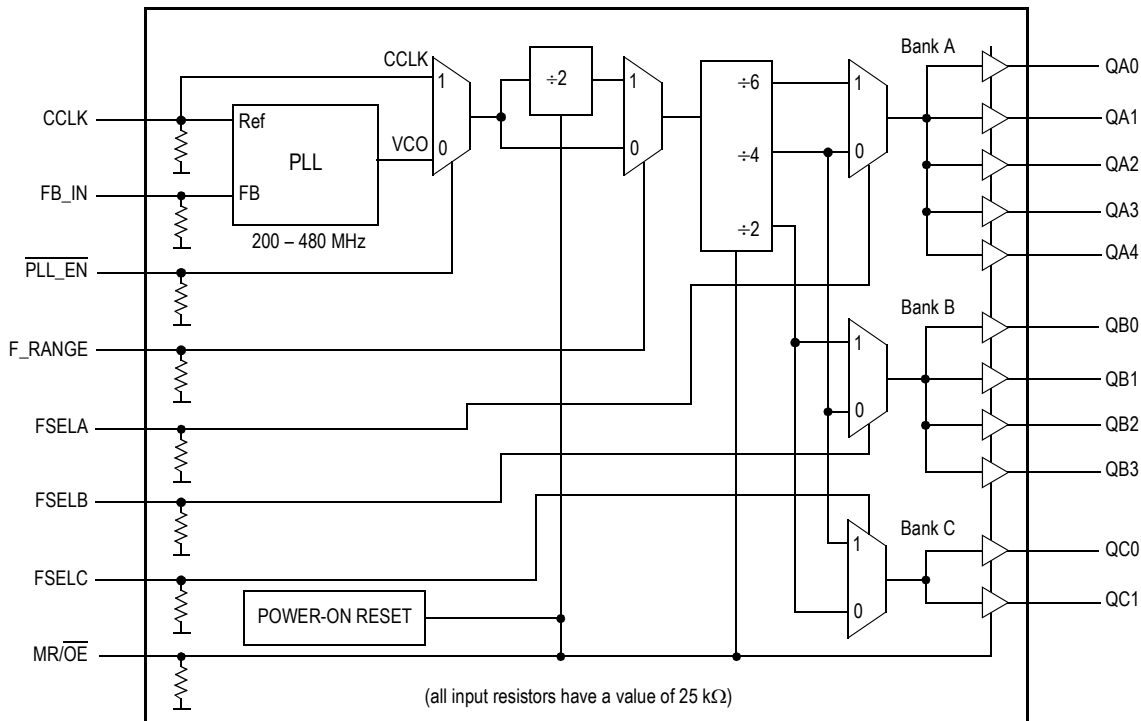 Bank A
QA0
CCLK
1
÷2
1
÷6
1
CCLK
Ref
QA1
VCO
0
0
÷4
0
QA2
PLL
FB_IN
FB
QA3
÷2
200 – 480 MHz
QA4
PLL_EN
Bank B
QB0
F_RANGE
1
QB1
0
QB2
FSELA
QB3
FSELB
Bank C
1
QC0
FSELC
0
QC1
POWER-ON RESET
MR/OE
(all input resistors have a value of 25 kΩ)